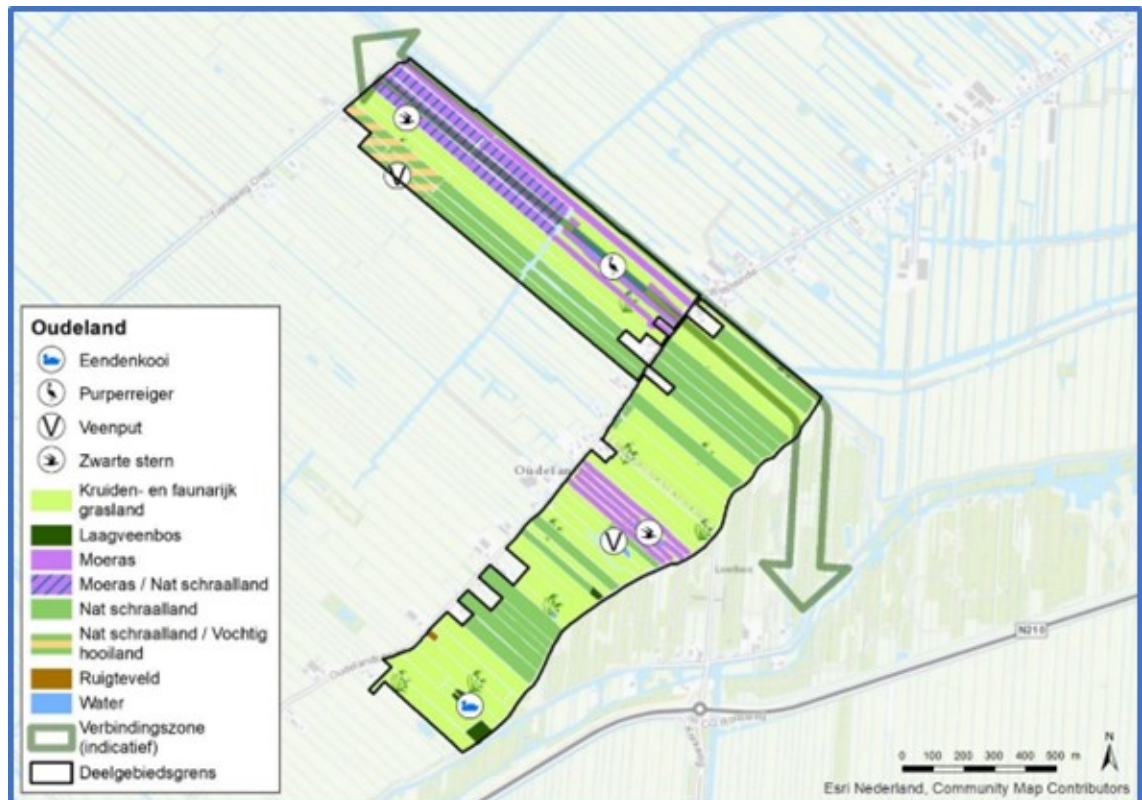 Oudeland
Eendenkooi
Purperreiger
Veenput
Zwarte stern
Kruiden- en faunarijk
grasland
Laagveenbos
Moeras
Moeras / Nat schraalland
Nat schraalland
Nat schraalland / Vochtig
hooiland
Ruigteveld
Water
Verbindingszone
(indicatief)
Deelgebiedsgrens
N210
0 100 200 300 400 500 m
N
Esri Nederland, Community Map Contributors